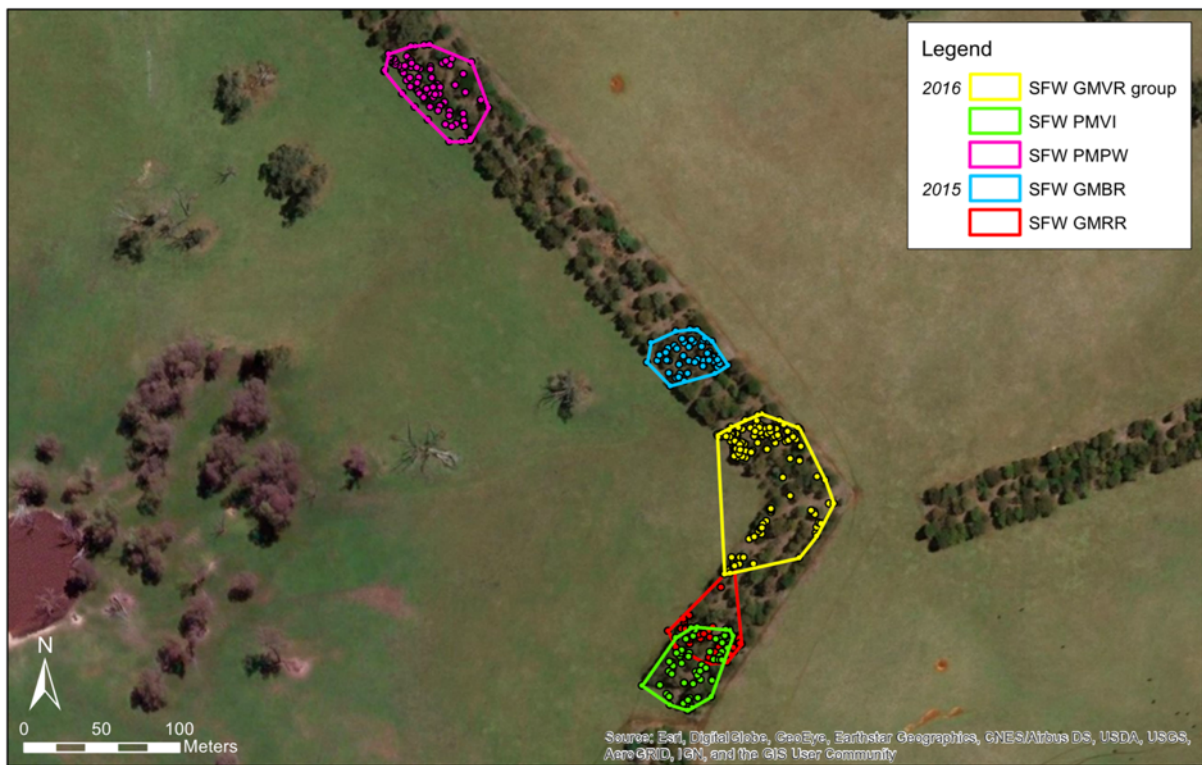 Legend
2016 SFW GMVR group
SFW PMVI
SFW PMPW
2015 SFW GMBR
SFW GMRR
N
0 50 100
Meters
Source: Esri, DigitalGlobe, GeoEye, Earthstar Geographics, CNES/Airbus DS, USDA, USGS,
AeroGRID, IGN, and the GIS User Community